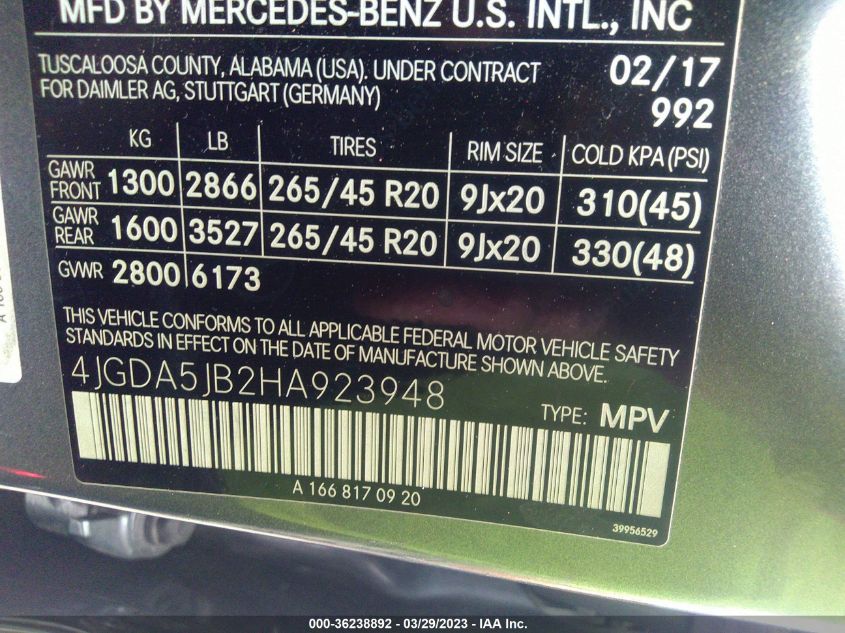 MFD BY MERCEDES-BENZ U.S. INTL., INC
TUSCALOOSA COUNTY, ALABAMA (USA). UNDER CONTRACT 02/17
FOR DAIMLER AG, STUTTGART (GERMANY) 992
KG LB TIRES RIM SIZE COLD KPA (PSI)
GAWR FRONT 1300 2866 265/45 R20 9Jx20 310(45)
GAWR REAR 1600 3527 265/45 R20 9Jx20 330(48)
GVWR 2800 6173
THIS VEHICLE CONFORMS TO ALL APPLICABLE FEDERAL MOTOR VEHICLE SAFETY
STANDARDS IN EFFECT ON THE DATE OF MANUFACTURE SHOWN ABOVE.
4JGDA5JB2HA923948 TYPE: MPV
A 166 817 09 20
39956529
000-36238892 - 03/29/2023 - IAA Inc.